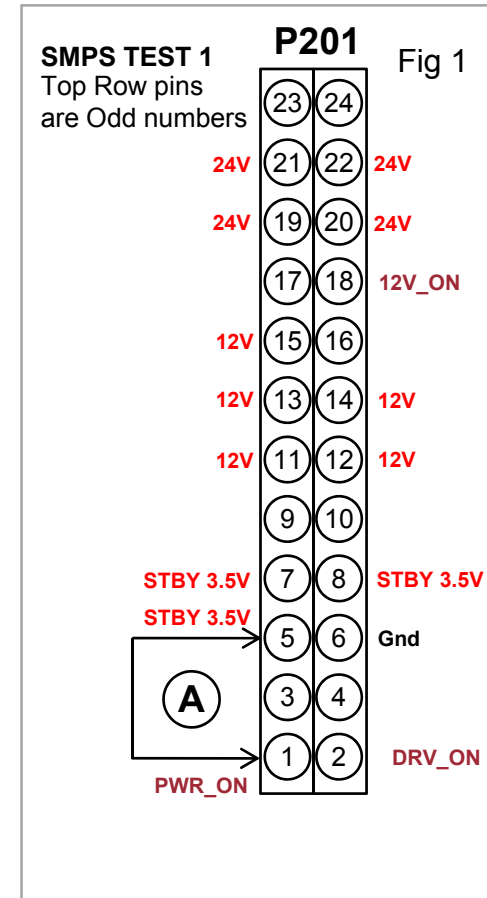 P201
Fig 1
SMPS TEST 1
Top Row pins
are Odd numbers
23 24
24V 21 22 24V
24V 19 20 24V
17 18 12V_ON
12V 15 16
12V 13 14 12V
12V 11 12 12V
9 10
STBY 3.5V 7 8 STBY 3.5V
STBY 3.5V 5 6 Gnd
A 3 4
1 2 DRV_ON
PWR_ON